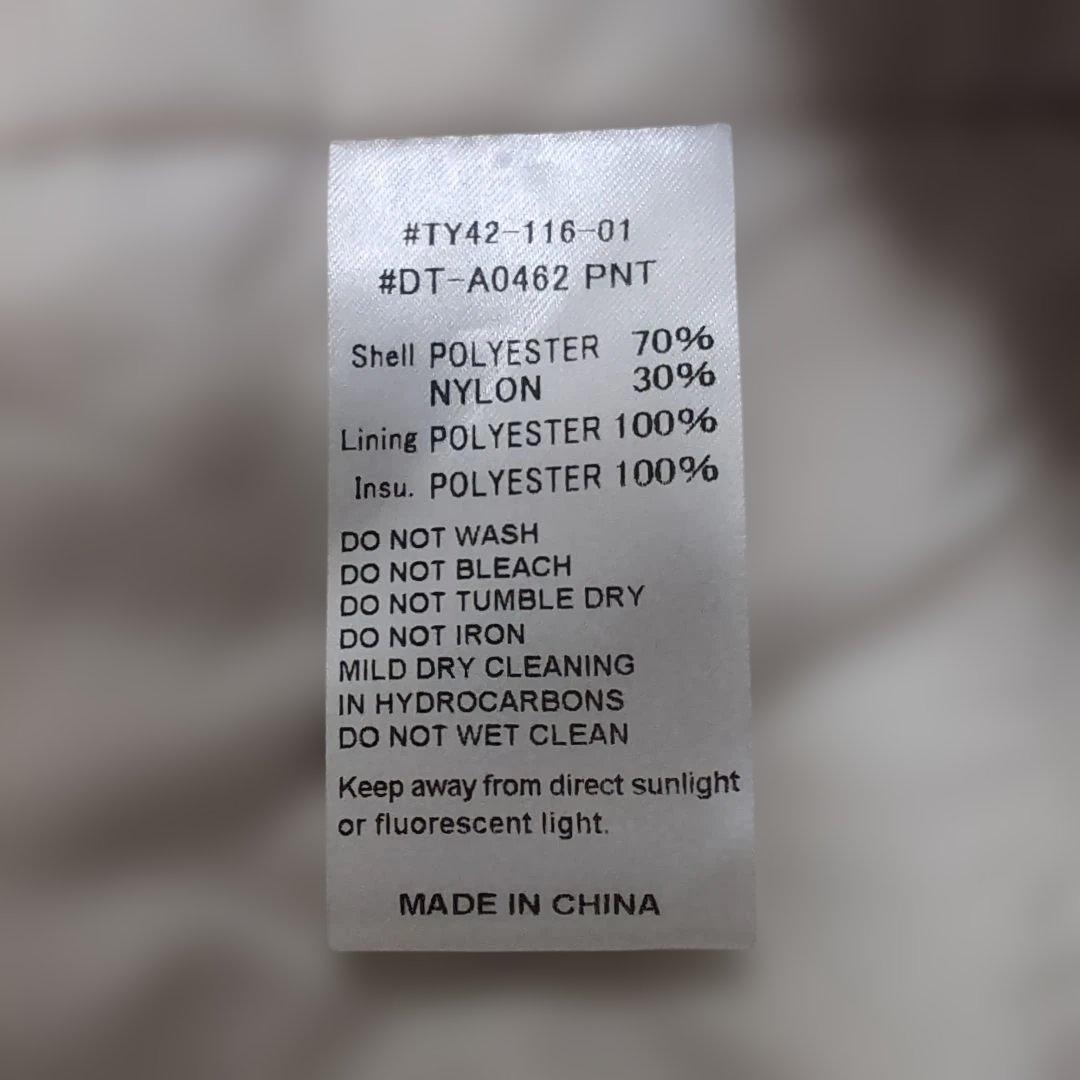 #TY42-116-01
#DT-A0462 PNT
Shell POLYESTER 70%
NYLON 30%
Lining POLYESTER 100%
Insu. POLYESTER 100%
DO NOT WASH
DO NOT BLEACH
DO NOT TUMBLE DRY
DO NOT IRON
MILD DRY CLEANING
IN HYDROCARBONS
DO NOT WET CLEAN
Keep away from direct sunlight
or fluorescent light.
MADE IN CHINA